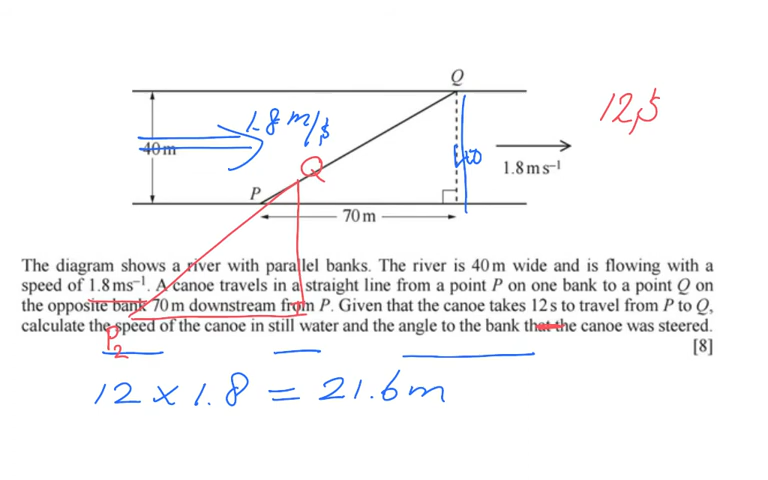 Q
12,5
1.8 m/s
40 m
40
1.8 m s⁻¹
Q
P
70 m
The diagram shows a river with parallel banks. The river is 40 m wide and is flowing with a
speed of 1.8 ms⁻¹. A canoe travels in a straight line from a point P on one bank to a point Q on
the opposite bank 70 m downstream from P. Given that the canoe takes 12 s to travel from P to Q,
calculate the speed of the canoe in still water and the angle to the bank that the canoe was steered.
P2
[8]
12 × 1.8 = 21.6 m